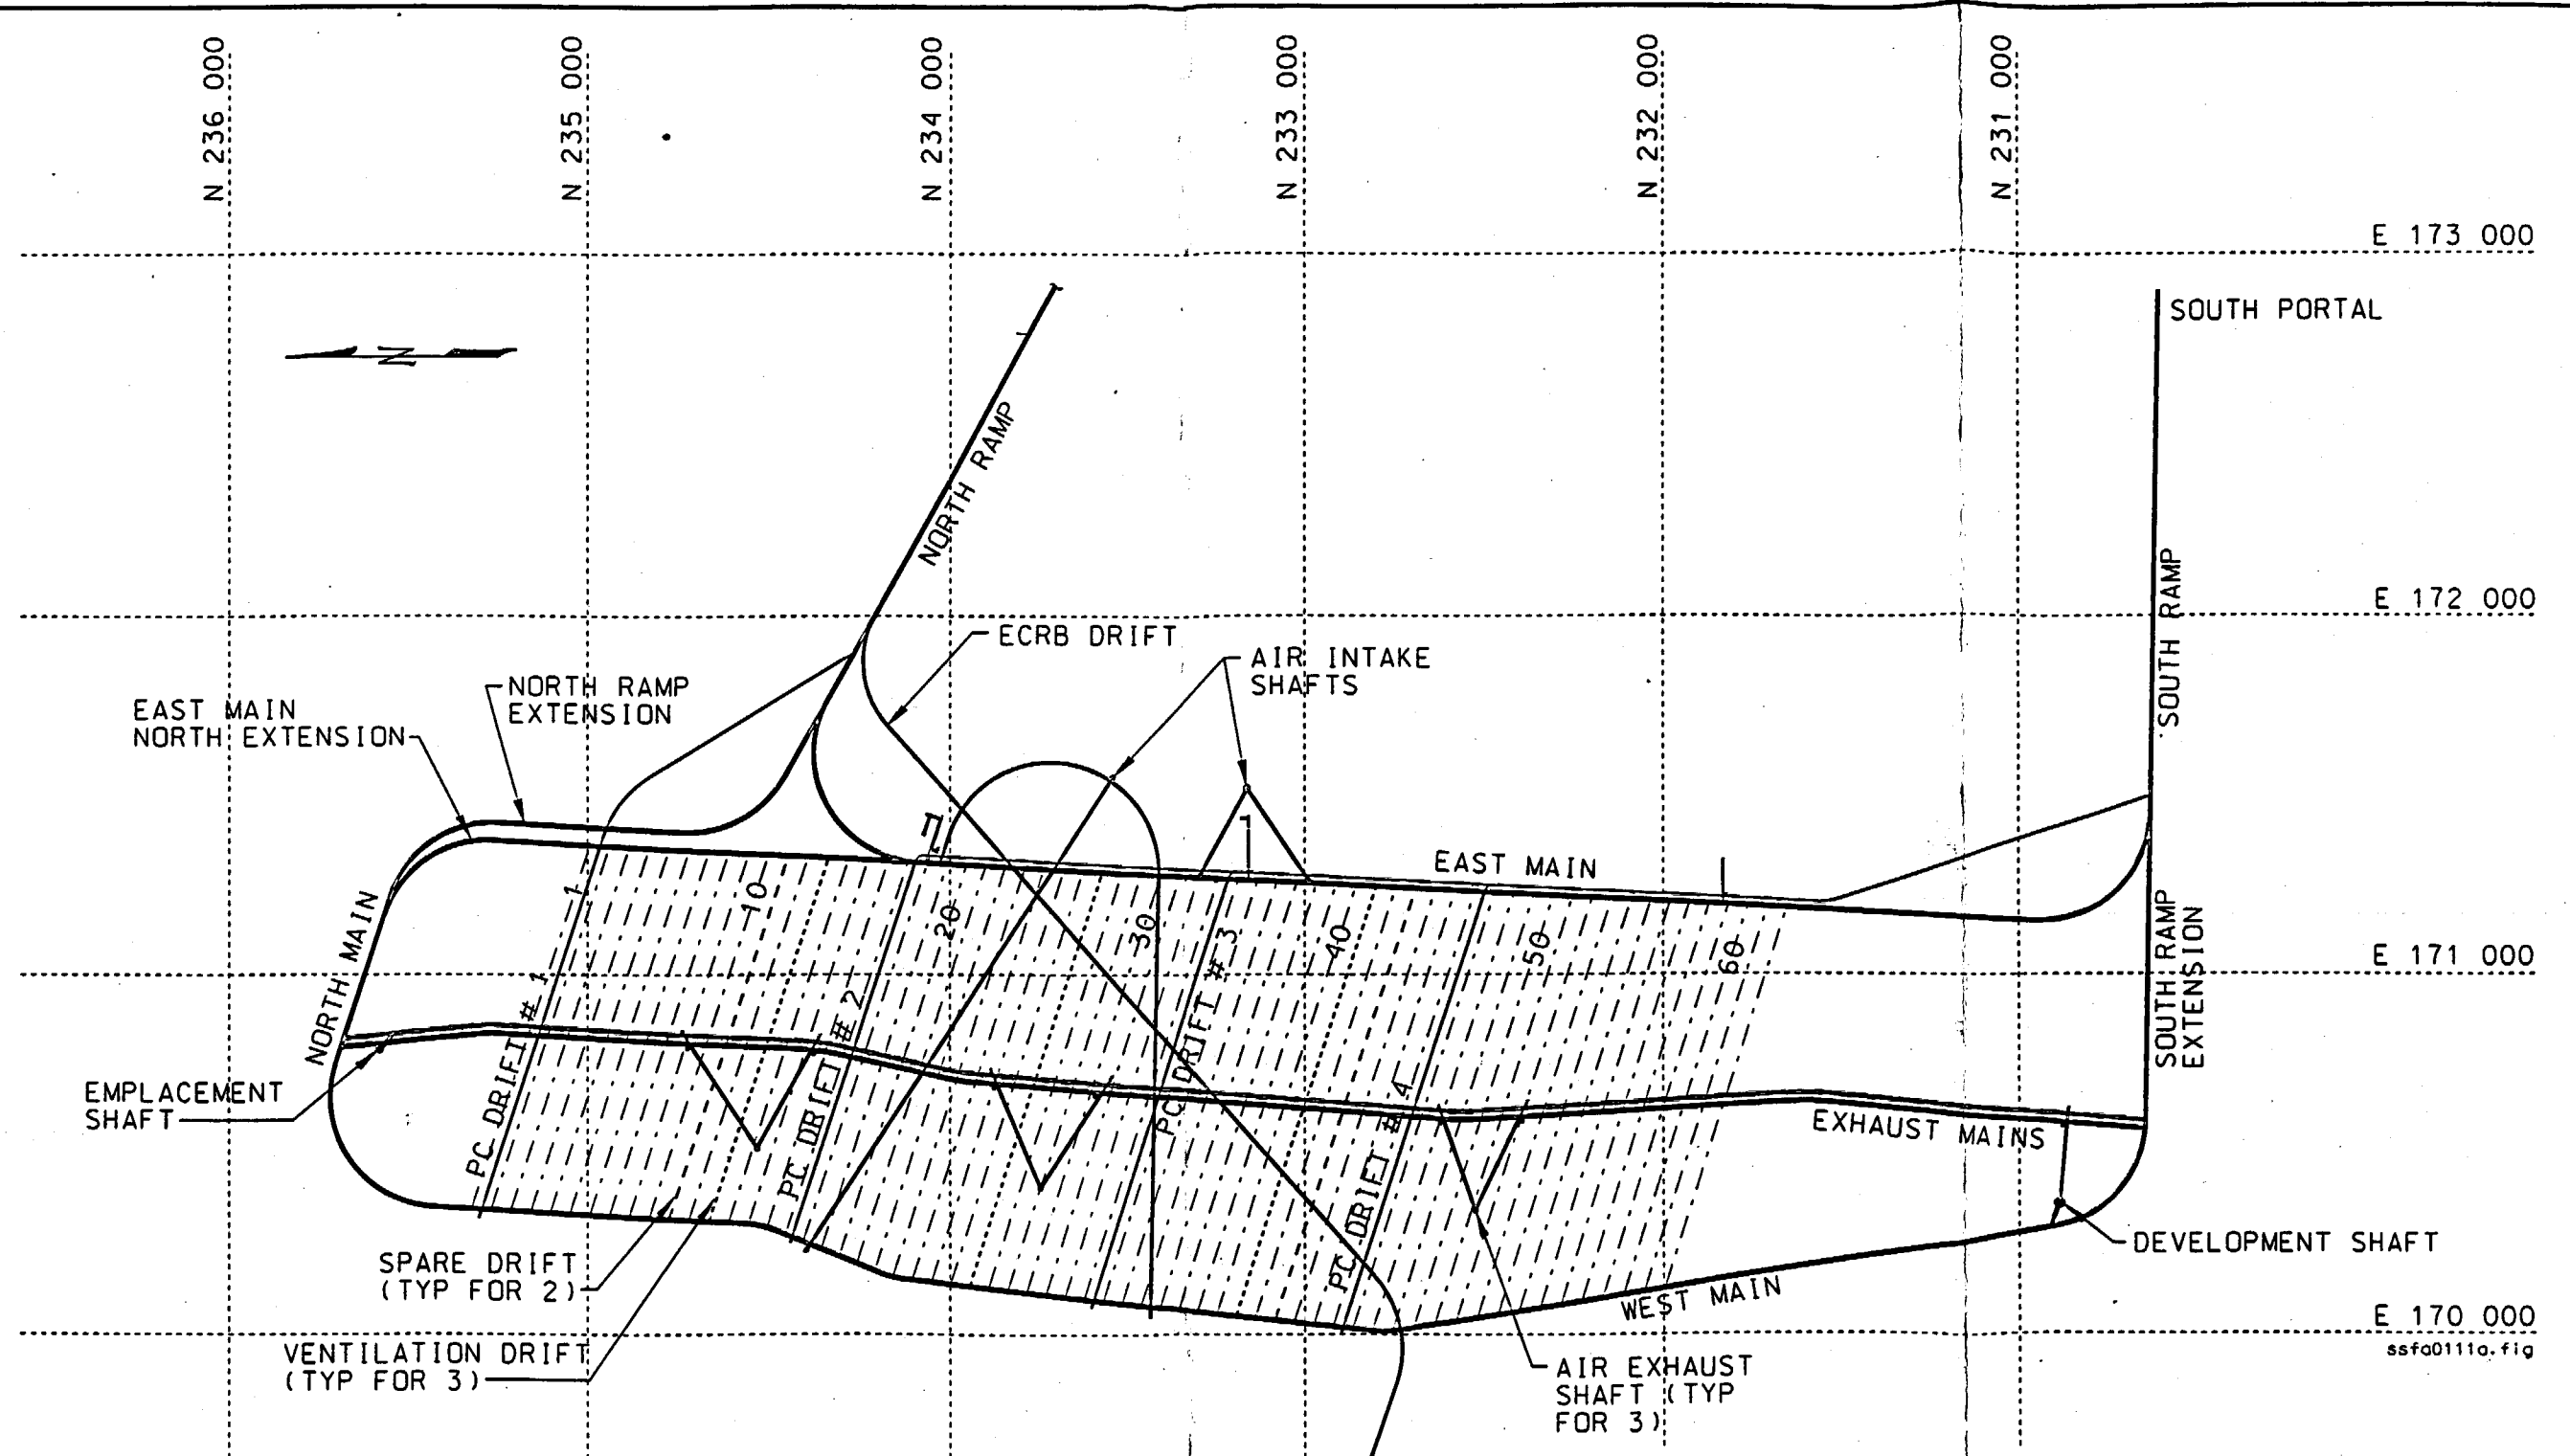 N 236 000
N 235 000
N 234 000
N 233 000
N 232 000
N 231 000
E 173 000
SOUTH PORTAL
N
NORTH RAMP
SOUTH RAMP
E 172 000
ECRB DRIFT
AIR INTAKE
SHAFTS
NORTH RAMP
EXTENSION
EAST MAIN
NORTH EXTENSION
EAST MAIN
1
10
20
30
40
50
60
NORTH MAIN
E 171 000
SOUTH RAMP
EXTENSION
PC DRIFT # 1
PC DRIFT # 2
PC DRIFT # 3
PC DRIFT # 4
EMPLACEMENT
SHAFT
EXHAUST MAINS
DEVELOPMENT SHAFT
SPARE DRIFT
(TYP FOR 2)
WEST MAIN
E 170 000
ssfa0111a.fig
VENTILATION DRIFT
(TYP FOR 3)
AIR EXHAUST
SHAFT (TYP
FOR 3)